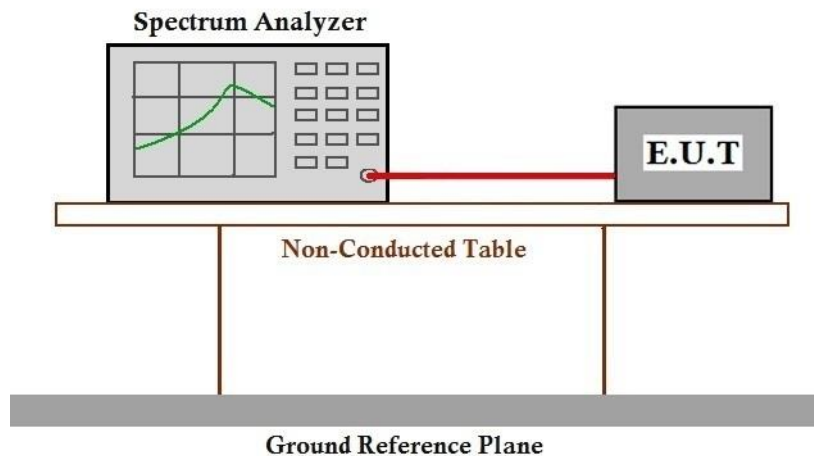 Spectrum Analyzer
E.U.T
Non-Conducted Table
Ground Reference Plane